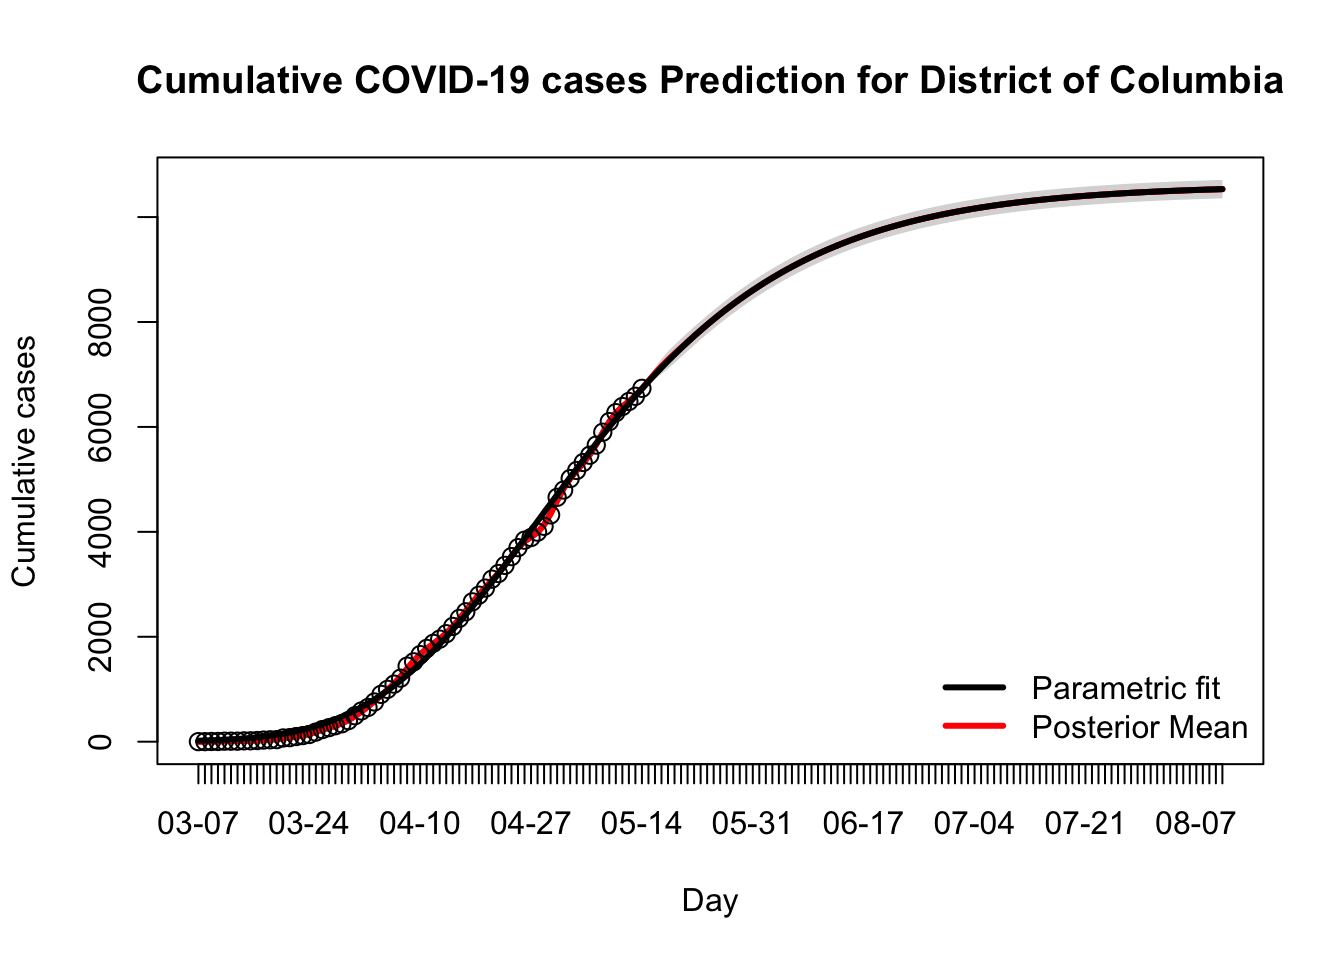 Cumulative COVID-19 cases Prediction for District of Columbia
Cumulative cases
8000
6000
4000
2000
0
Parametric fit
Posterior Mean
03-07 03-24 04-10 04-27 05-14 05-31 06-17 07-04 07-21 08-07
Day